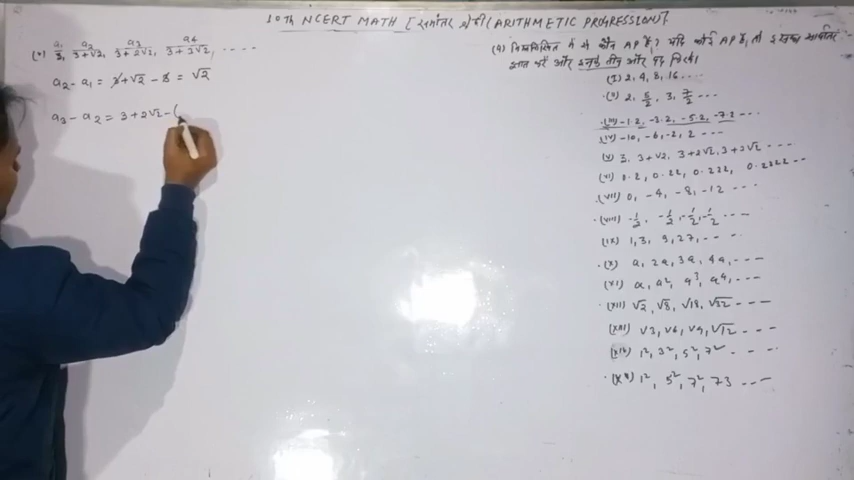 10th NCERT MATH [समांतर श्रेणी (ARITHMETIC PROGRESSION)]
(v) a₁ a₂ a₃ a₄
3, 3+√2, 3+2√2, 3+3√2, ....
a₂ - a₁ = 3+√2 - 3 = √2
a₃ - a₂ = 3+2√2 - (
(4) निम्नलिखित में से कौन AP है? यदि कोई AP है, तो इसका सार्वांतर
ज्ञात करें और इनके तीन और पद लिखें।
(I) 2, 4, 8, 16 ....
(II) 2, 5/2, 3, 7/2 ....
(III) -1.2, -3.2, -5.2, -7.2 ....
(IV) -10, -6, -2, 2 ....
(V) 3, 3+√2, 3+2√2, 3+3√2 ....
(VI) 0.2, 0.22, 0.222, 0.2222 ....
(VII) 0, -4, -8, -12 ....
(VIII) -1/2, -1/2, -1/2, -1/2 ....
(IX) 1, 3, 9, 27, ....
(X) a, 2a, 3a, 4a, ....
(XI) a, a², a³, a⁴, ....
(XII) √2, √8, √18, √32 ....
(XIII) √3, √6, √9, √12 ....
(XIV) 1², 3², 5², 7² ....
(XV) 1², 5², 7², 73 ....